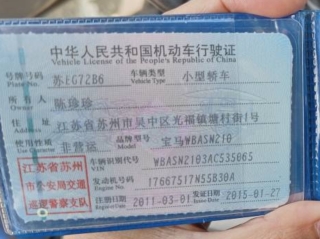 中华人民共和国机动车行驶证
Vehicle License of the People's Republic of China
号牌号码 Plate No. 苏EG72B6 车辆类型 Vehicle Type 小型轿车
所有人 Owner 陈珍珍
住址 Address 江苏省苏州市吴中区光福镇塘村街1号
使用性质 Use Character 非营运 品牌型号 Model 宝马WBASW210
江苏省苏州市公安局交通巡逻警察支队
车辆识别代号 VIN WBASW2103ACS35065
发动机号码 Engine No. 17667517N55B30A
注册日期 Register Date 2011-03-01 发证日期 Issue Date 2015-01-27